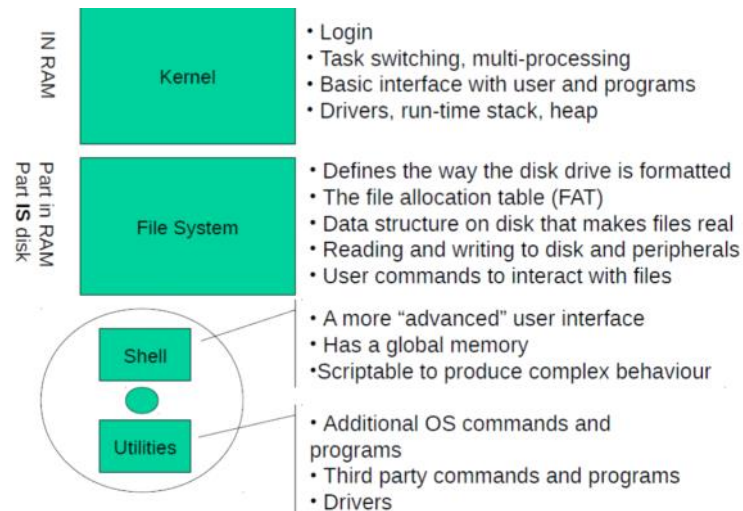 IN RAM
Kernel
• Login
• Task switching, multi-processing
• Basic interface with user and programs
• Drivers, run-time stack, heap
Part in RAM
Part IS disk
File System
• Defines the way the disk drive is formatted
• The file allocation table (FAT)
• Data structure on disk that makes files real
• Reading and writing to disk and peripherals
• User commands to interact with files
Shell
• A more “advanced” user interface
• Has a global memory
•Scriptable to produce complex behaviour
Utilities
• Additional OS commands and
programs
• Third party commands and programs
• Drivers